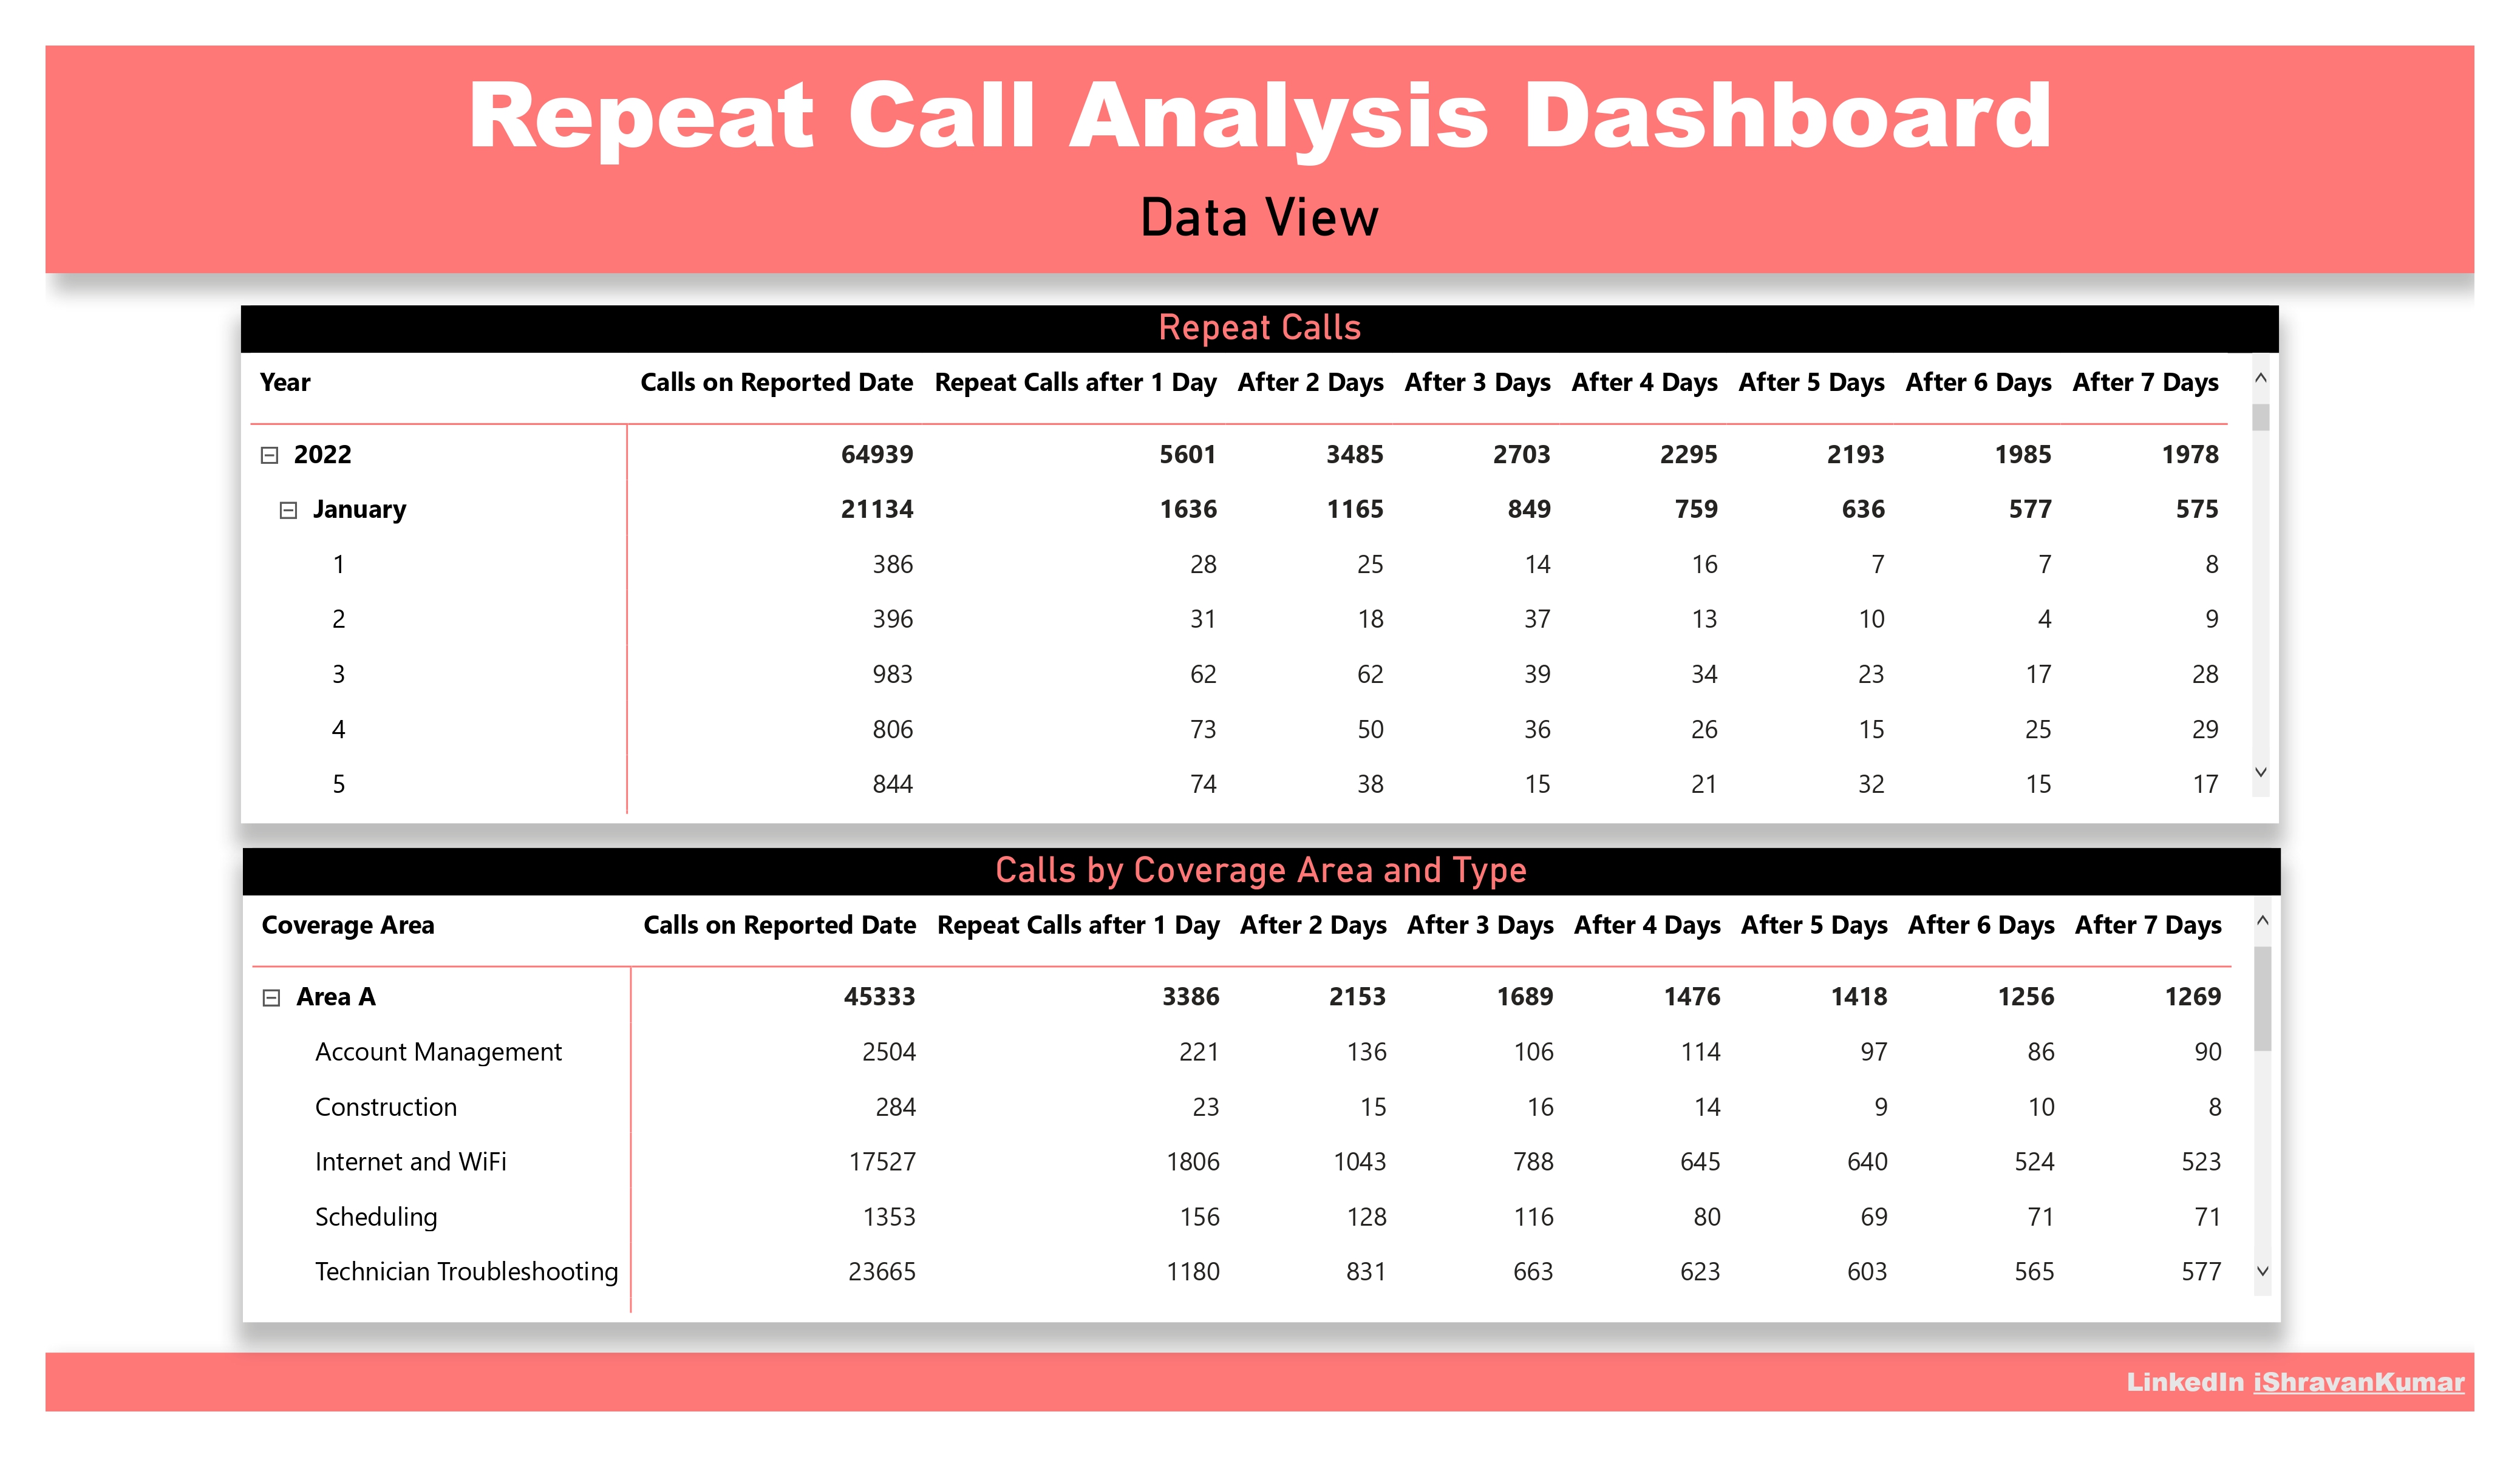 Repeat Call Analysis Dashboard
Data View
Repeat Calls
Year Calls on Reported Date Repeat Calls after 1 Day After 2 Days After 3 Days After 4 Days After 5 Days After 6 Days After 7 Days
2022 64939 5601 3485 2703 2295 2193 1985 1978
January 21134 1636 1165 849 759 636 577 575
1 386 28 25 14 16 7 7 8
2 396 31 18 37 13 10 4 9
3 983 62 62 39 34 23 17 28
4 806 73 50 36 26 15 25 29
5 844 74 38 15 21 32 15 17
Calls by Coverage Area and Type
Coverage Area Calls on Reported Date Repeat Calls after 1 Day After 2 Days After 3 Days After 4 Days After 5 Days After 6 Days After 7 Days
Area A 45333 3386 2153 1689 1476 1418 1256 1269
Account Management 2504 221 136 106 114 97 86 90
Construction 284 23 15 16 14 9 10 8
Internet and WiFi 17527 1806 1043 788 645 640 524 523
Scheduling 1353 156 128 116 80 69 71 71
Technician Troubleshooting 23665 1180 831 663 623 603 565 577
LinkedIn iShravanKumar